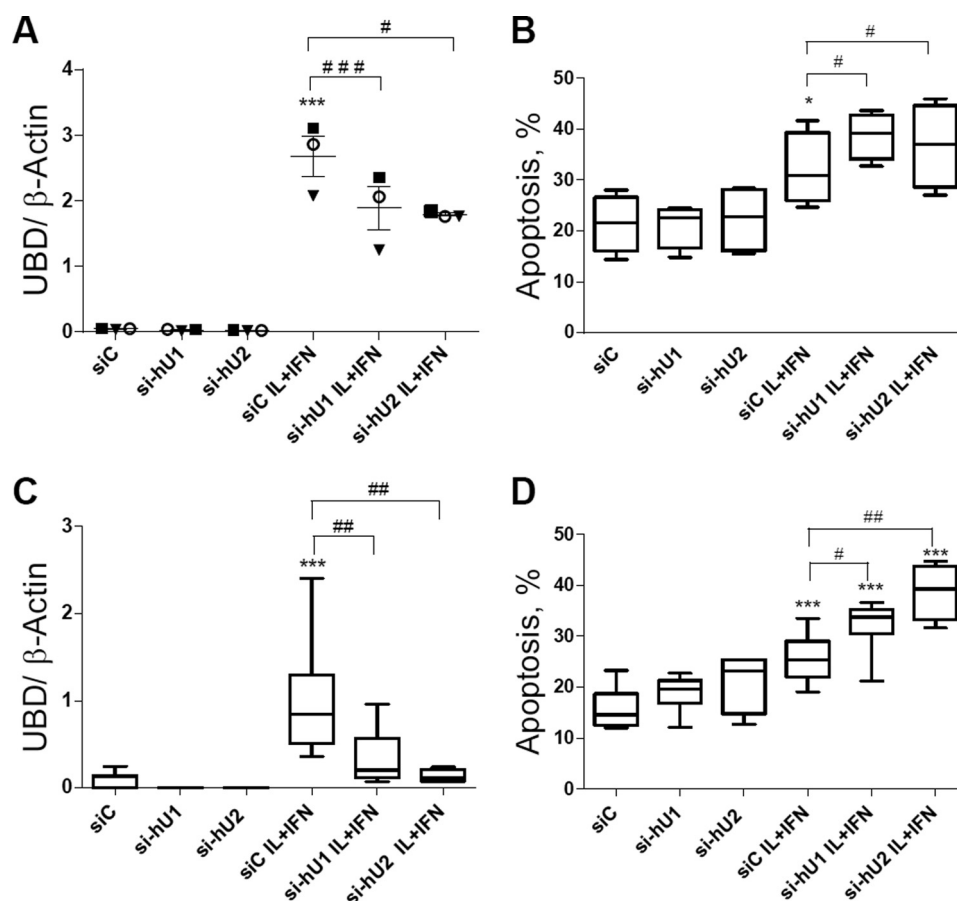 A
#
# # #
***
UBD/ β-Actin
4
3
2
1
0
siC
si-hU1
si-hU2
siC IL+IFN
si-hU1 IL+IFN
si-hU2 IL+IFN
B
#
#
*
Apoptosis, %
50
40
30
20
10
0
siC
si-hU1
si-hU2
siC IL+IFN
si-hU1 IL+IFN
si-hU2 IL+IFN
C
##
##
***
UBD/ β-Actin
3
2
1
0
siC
si-hU1
si-hU2
siC IL+IFN
si-hU1 IL+IFN
si-hU2 IL+IFN
D
##
#
***
***
***
Apoptosis, %
50
40
30
20
10
0
siC
si-hU1
si-hU2
siC IL+IFN
si-hU1 IL+IFN
si-hU2 IL+IFN